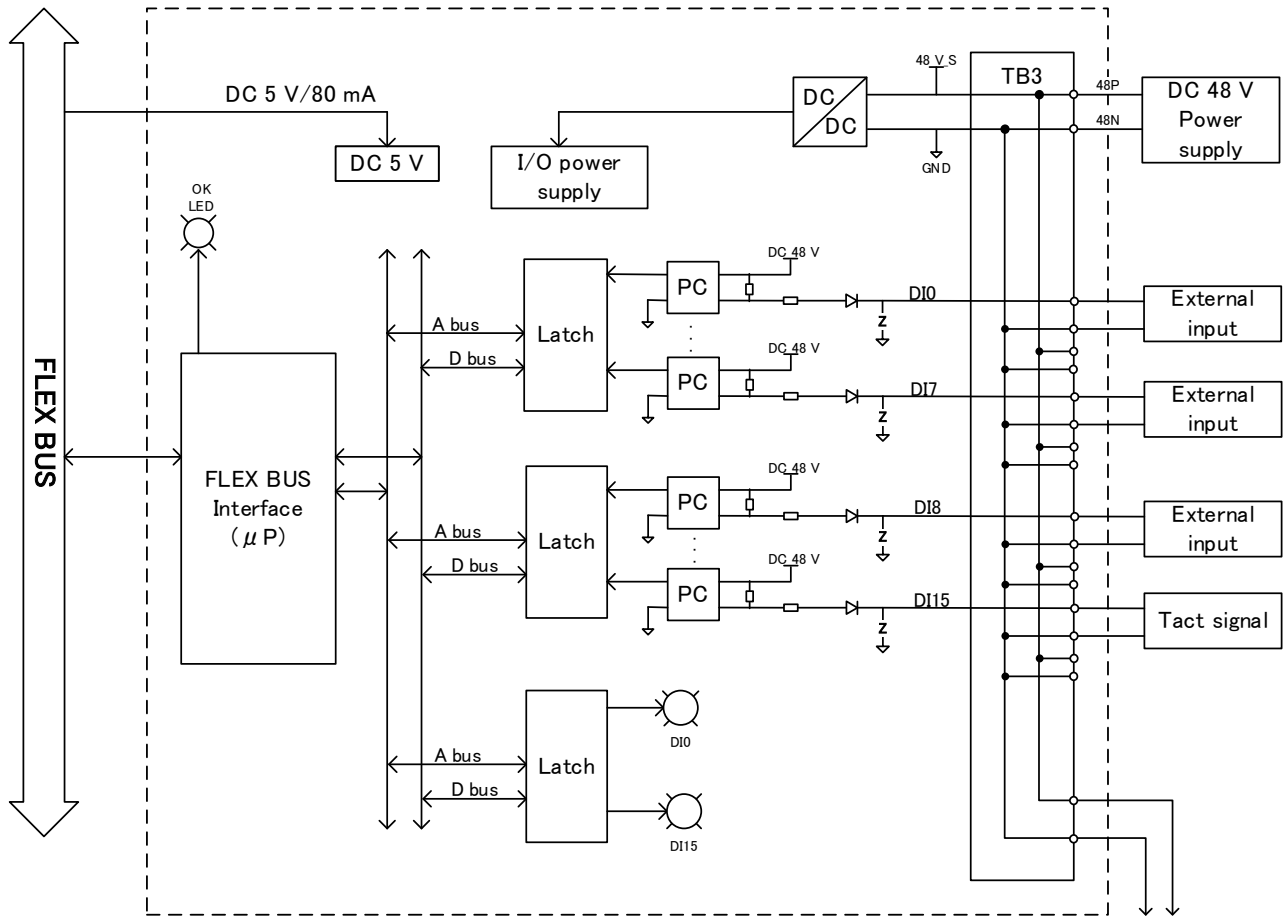 48 V_S
TB3
48P
DC 48 V
Power
supply
DC 5 V/80 mA
DC
DC
48N
DC 5 V
I/O power
supply
GND
OK
LED
DC 48 V
PC
DI0
External
input
Z
A bus
Latch
D bus
DC 48 V
PC
DI7
External
input
Z
FLEX BUS
FLEX BUS
Interface
(μP)
DC 48 V
PC
DI8
External
input
Z
A bus
Latch
D bus
DC 48 V
PC
DI15
Tact signal
Z
A bus
Latch
D bus
DI0
DI15